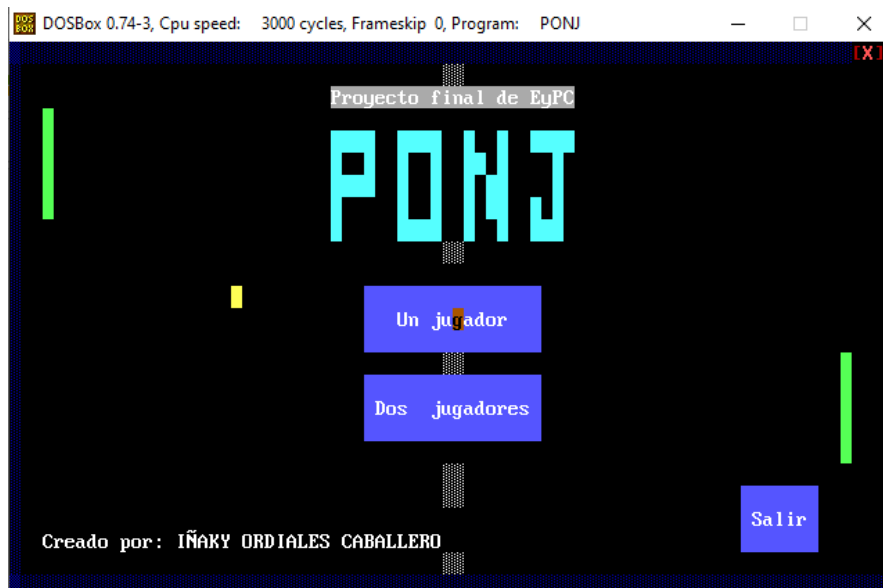 DOSBox 0.74-3, Cpu speed: 3000 cycles, Frameskip 0, Program: PONJ
[X]
Proyecto final de EyPC
PONJ
Un jugador
Dos jugadores
Salir
Creado por: IÑAKY ORDIALES CABALLERO